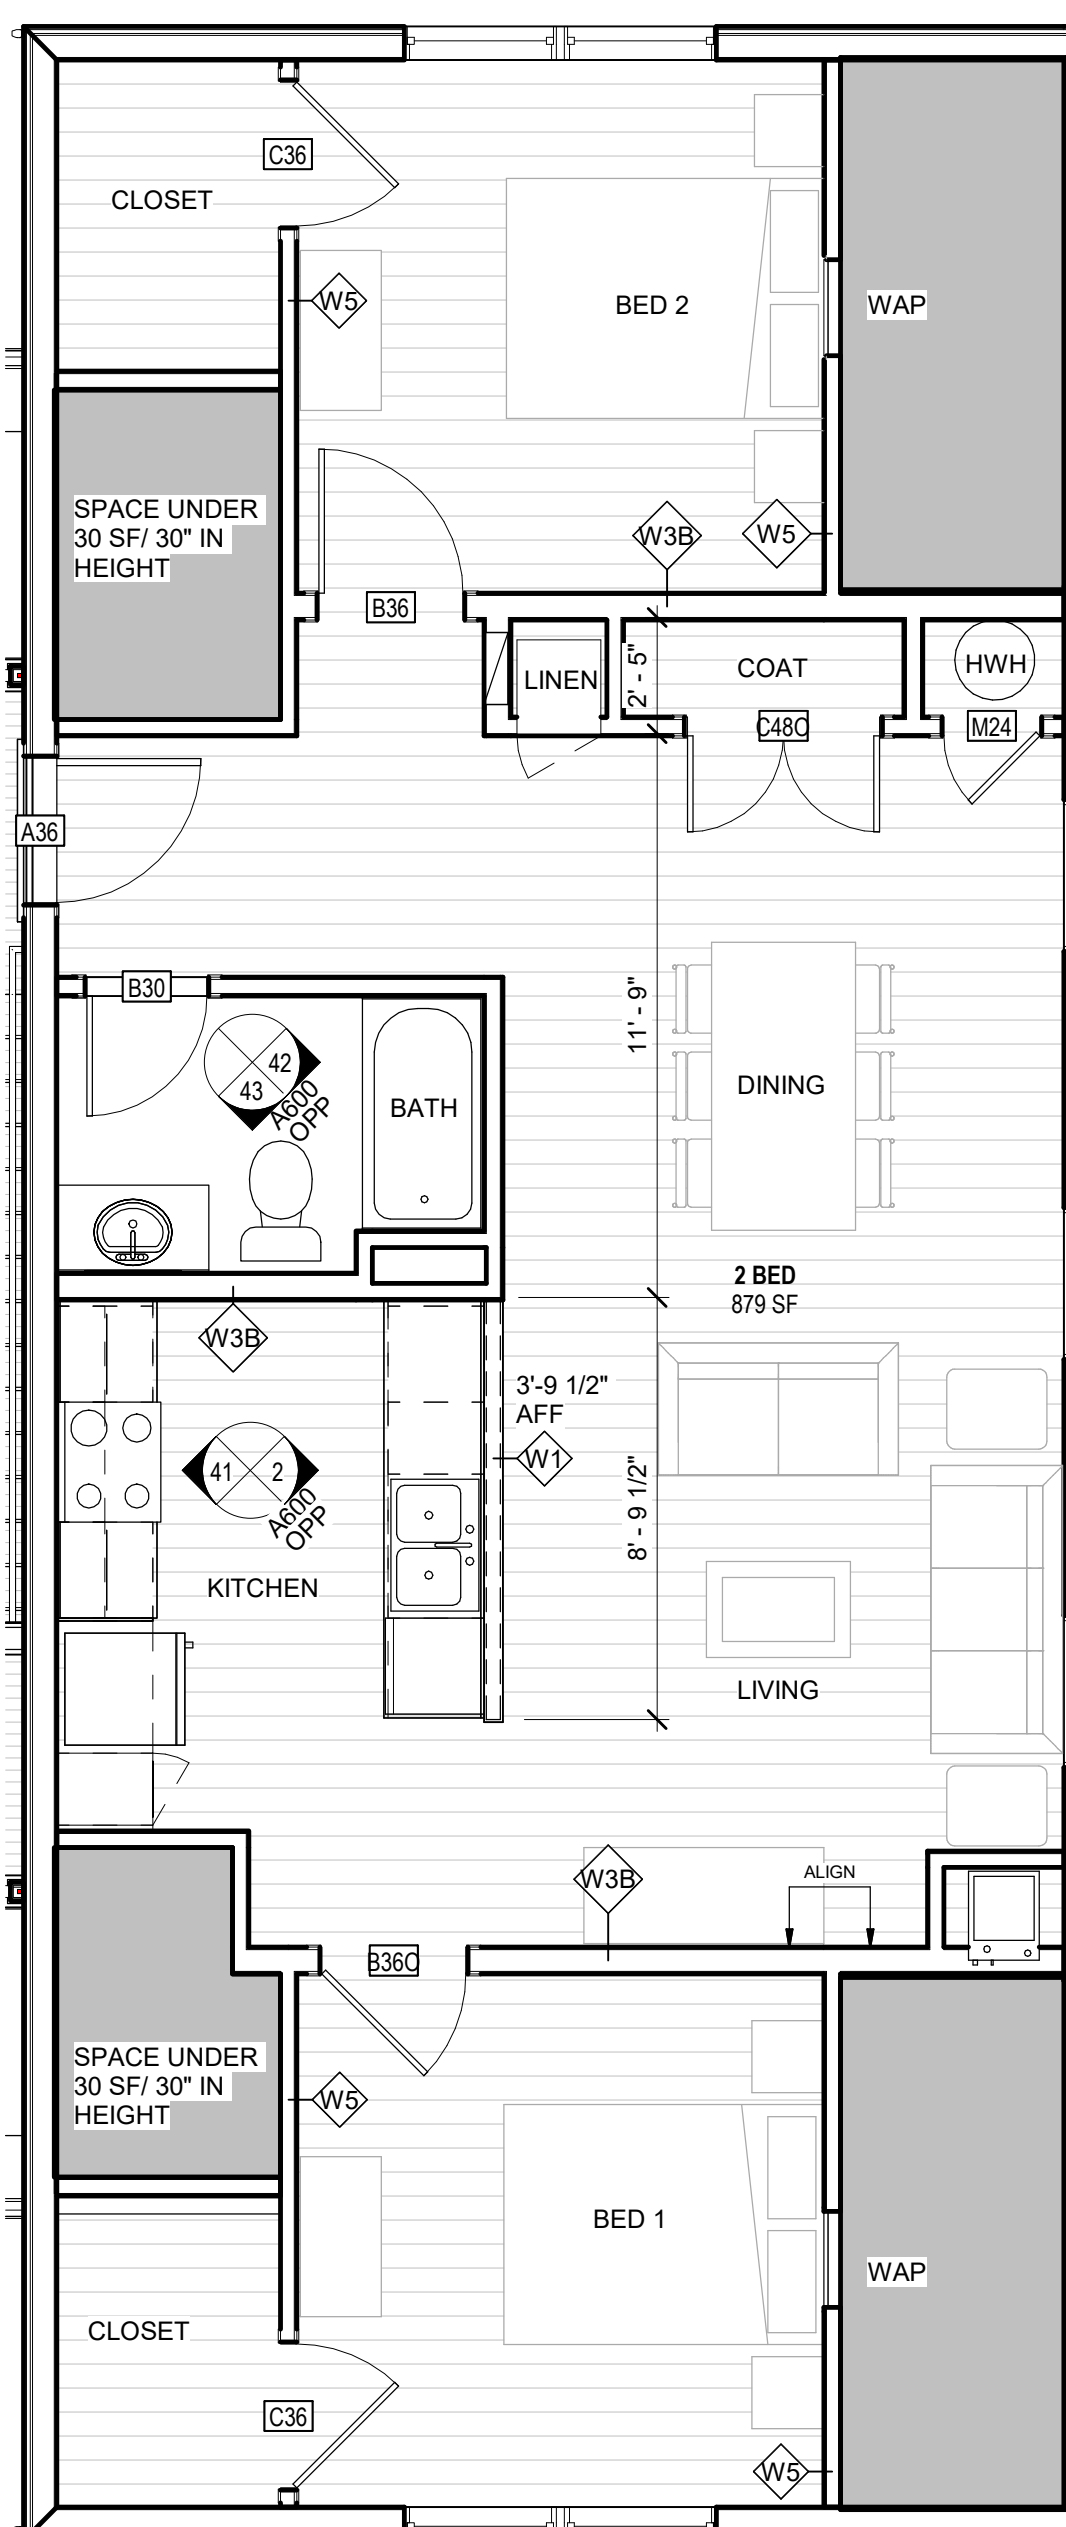 C36
CLOSET
W5
BED 2
WAP
SPACE UNDER
30 SF/ 30" IN
HEIGHT
W3B
W5
B36
LINEN
2' - 5"
COAT
HWH
C48O
M24
A36
B30
42
43
A600
OPP
BATH
11' - 9"
DINING
2 BED
879 SF
W3B
3'-9 1/2"
AFF
W1
41
2
A600
OPP
8' - 9 1/2"
KITCHEN
LIVING
W3B
ALIGN
B36O
SPACE UNDER
30 SF/ 30" IN
HEIGHT
W5
BED 1
WAP
CLOSET
C36
W5